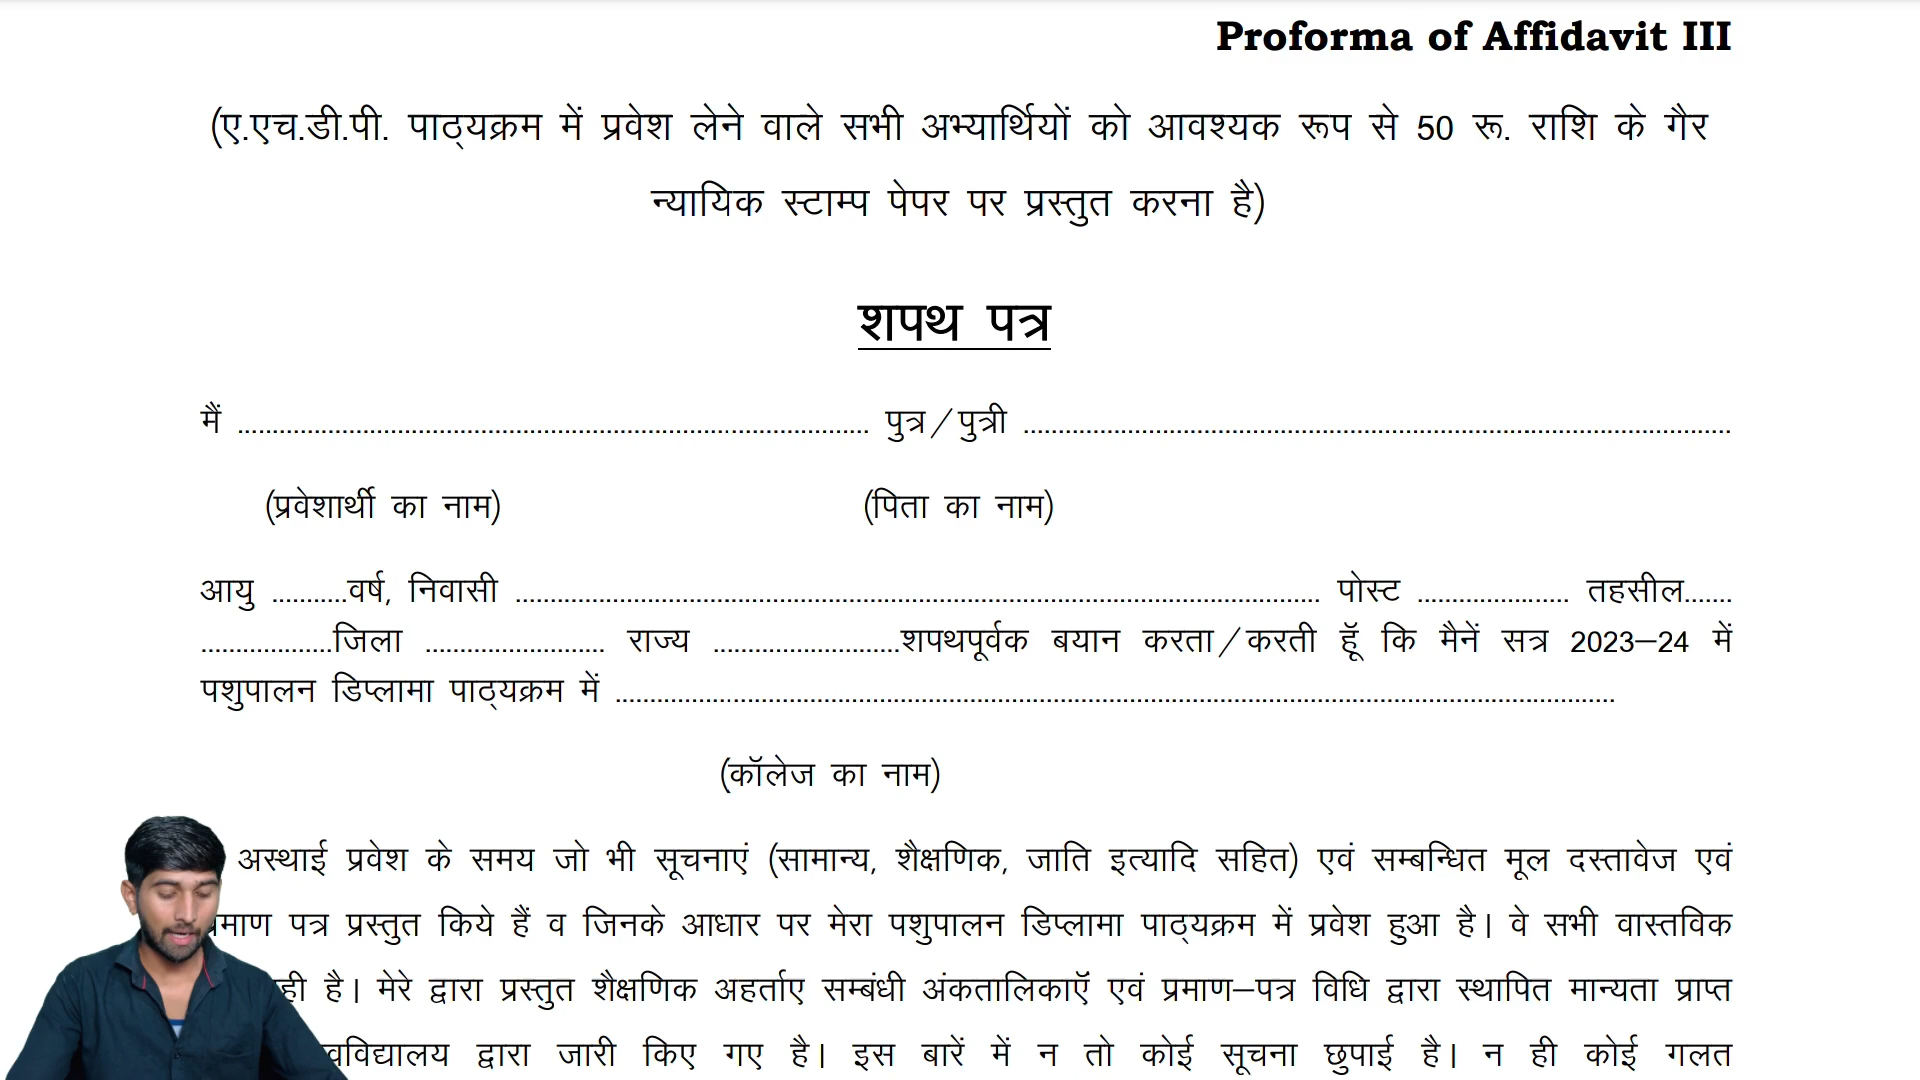 Proforma of Affidavit III
(ए.एच.डी.पी. पाठ्यक्रम में प्रवेश लेने वाले सभी अभ्यार्थियों को आवश्यक रूप से 50 रू. राशि के गैर
न्यायिक स्टाम्प पेपर पर प्रस्तुत करना है)
शपथ पत्र
मैं .......................................................................................... पुत्र/पुत्री .....................................................................................................
(प्रवेशार्थी का नाम) (पिता का नाम)
आयु ...........वर्ष, निवासी ................................................................................................................... पोस्ट ...................... तहसील.......
...................जिला .......................... राज्य ...........................शपथपूर्वक बयान करता/करती हूॅ कि मैनें सत्र 2023–24 में
पशुपालन डिप्लामा पाठ्यक्रम में ...............................................................................................................................................
(कॉलेज का नाम)
अस्थाई प्रवेश के समय जो भी सूचनाएं (सामान्य, शैक्षणिक, जाति इत्यादि सहित) एवं सम्बन्धित मूल दस्तावेज एवं
पत्र प्रस्तुत किये हैं व जिनके आधार पर मेरा पशुपालन डिप्लामा पाठ्यक्रम में प्रवेश हुआ है। वे सभी वास्तविक
है। मेरे द्वारा प्रस्तुत शैक्षणिक अहर्ताए सम्बंधी अंकतालिकाऍ एवं प्रमाण–पत्र विधि द्वारा स्थापित मान्यता प्राप्त
द्वारा जारी किए गए है। इस बारें में न तो कोई सूचना छुपाई है। न ही कोई गलत